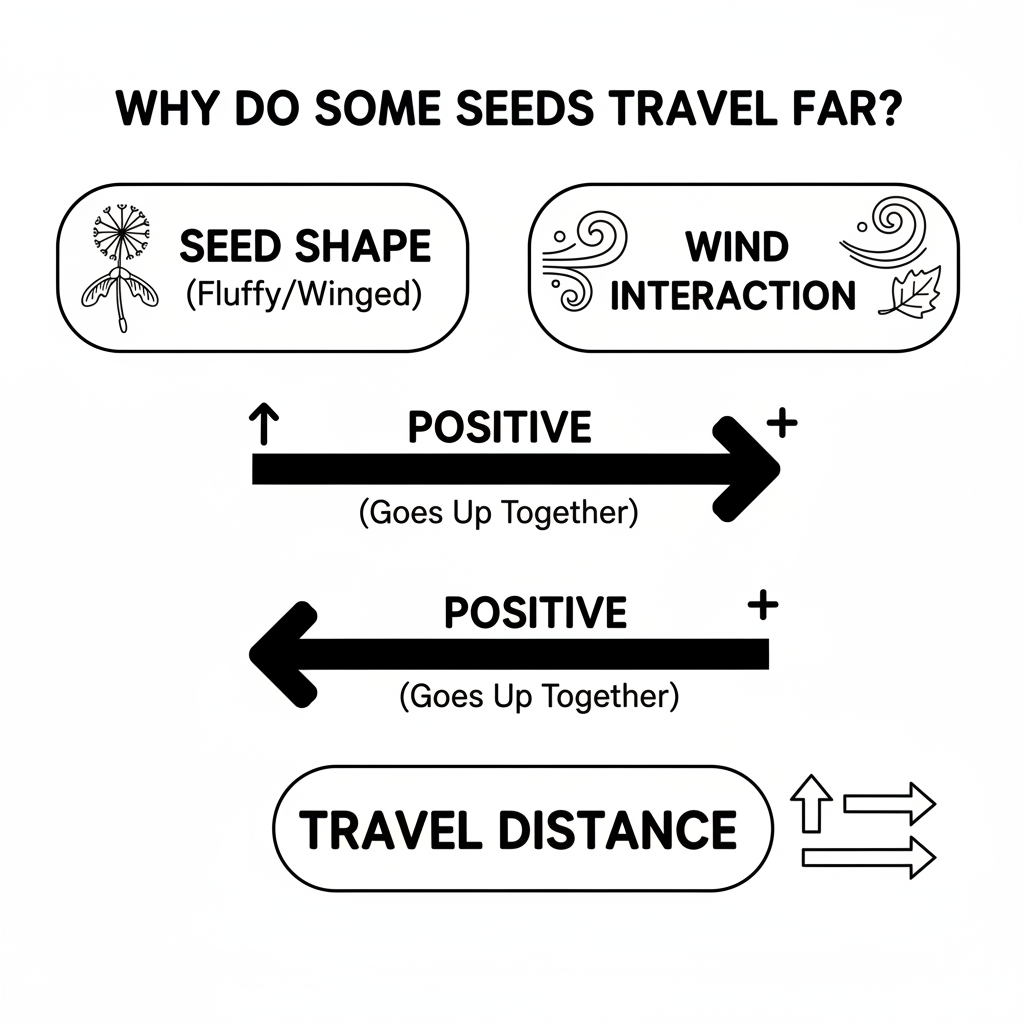 WHY DO SOME SEEDS TRAVEL FAR?
SEED SHAPE
(Fluffy/Winged)
WIND
INTERACTION
POSITIVE
+
(Goes Up Together)
POSITIVE
+
(Goes Up Together)
TRAVEL DISTANCE